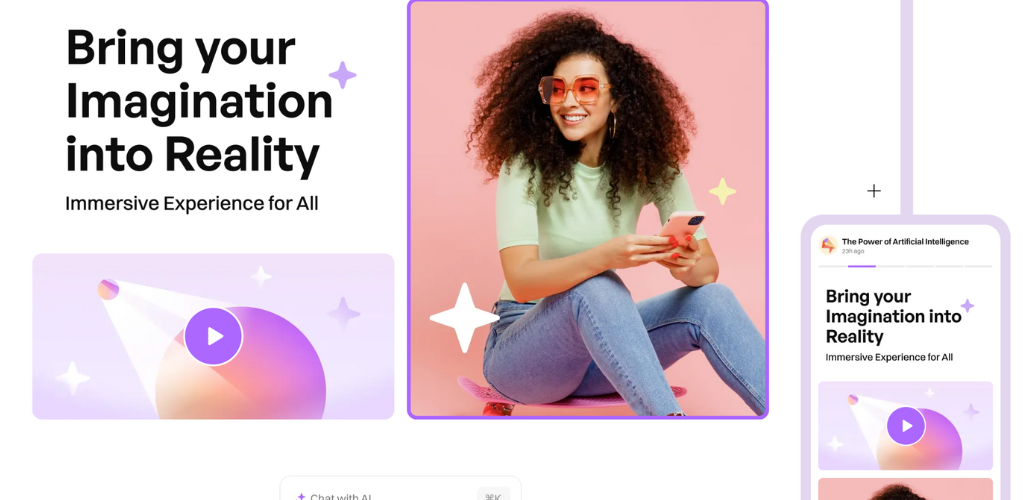 Bring your
Imagination
into Reality
Immersive Experience for All
The Power of Artificial Intelligence
23h ago
Bring your
Imagination into
Reality
Immersive Experience for All
Chat with AI
⌘K